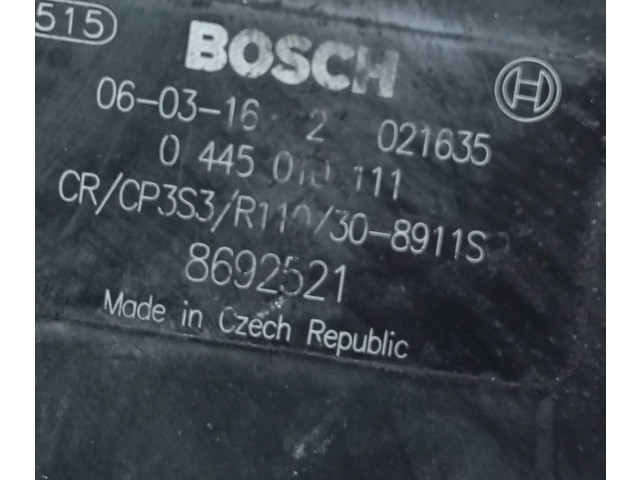 515
BOSCH
06-03-16 2 021635
0 445 010 111
CR/CP3S3/R110/30-8911S
8692521
Made in Czech Republic